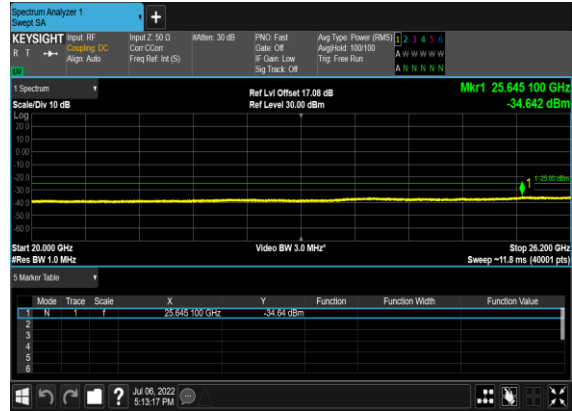 Spectrum Analyzer 1
Swept SA
KEYSIGHT
R T
Input: RF
Coupling: DC
Align: Auto
Input Z: 50 Ω
Corr CCorr
Freq Ref: Int (S)
#Atten: 30 dB
PNO: Fast
Gate: Off
IF Gain: Low
Sig Track: Off
Avg Type: Power (RMS)
Avg|Hold: 100/100
Trig: Free Run
1 2 3 4 5 6
A W W W W W
A N N N N N
1 Spectrum
Scale/Div 10 dB
Ref Lvl Offset 17.08 dB
Ref Level 30.00 dBm
Mkr1 25.645 100 GHz
-34.642 dBm
Log
20.0
10.0
0.00
-10.0
-20.0
-30.0
-40.0
-50.0
-60.0
1
Start 20.000 GHz
#Res BW 1.0 MHz
Video BW 3.0 MHz*
Stop 26.200 GHz
Sweep ~11.8 ms (40001 pts)
5 Marker Table
Mode Trace Scale X Y Function Function Width Function Value
1 N 1 f 25.645 100 GHz -34.64 dBm
2
3
4
5
6
?
Jul 06, 2022
5:13:17 PM